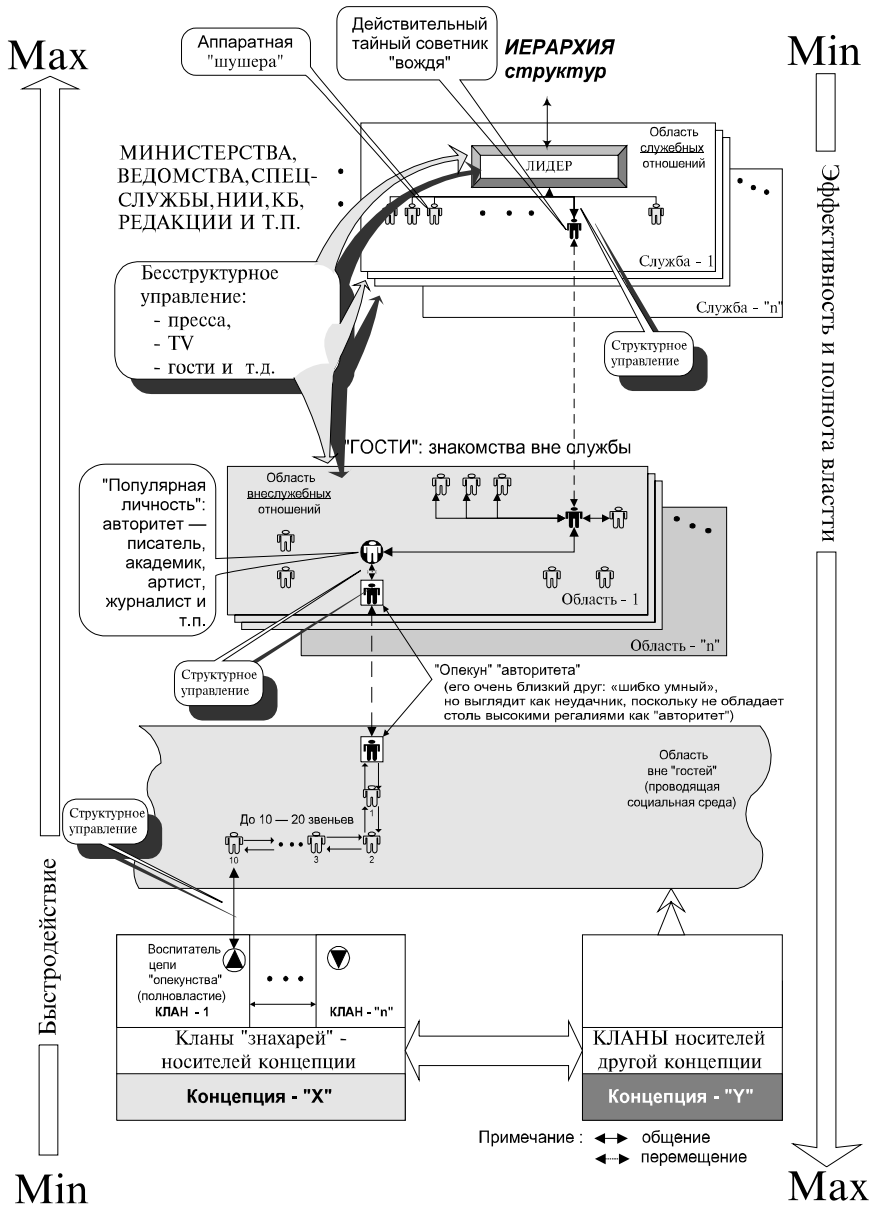 Max
Аппаратная
"шушера"
Действительный
тайный советник
"вождя"
ИЕРАРХИЯ
структур
Min
МИНИСТЕРСТВА,
ВЕДОМСТВА,СПЕЦ-
СЛУЖБЫ,НИИ,КБ,
РЕДАКЦИИ И Т.П.
Область
служебных
отношений
ЛИДЕР
Служба - 1
Служба - "n"
Бесструктурное
управление:
- пресса,
- TV
- гости и т.д.
Структурное
управление
Эффективность и полнота властти
"ГОСТИ": знакомства вне службы
"Популярная
личность":
авторитет —
писатель,
академик,
артист,
журналист и
т.п.
Область
внеслужебных
отношений
Область - 1
Область - "n"
Структурное
управление
"Опекун" "авторитета"
(его очень близкий друг: «шибко умный»,
но выглядит как неудачник, поскольку не обладает
столь высокими регалиями как "авторитет")
Область
вне "гостей"
(проводящая
социальная среда)
Структурное
управление
До 10 — 20 звеньев
1
10
3
2
Быстродействие
Воспитатель
цепи
"опекунства"
(полновластие)
КЛАН - 1
КЛАН - "n"
Кланы "знахарей" -
носителей концепции
КЛАНЫ носителей
другой концепции
Концепция - "X"
Концепция - "Y"
Примечание : общение
перемещение
Min
Max